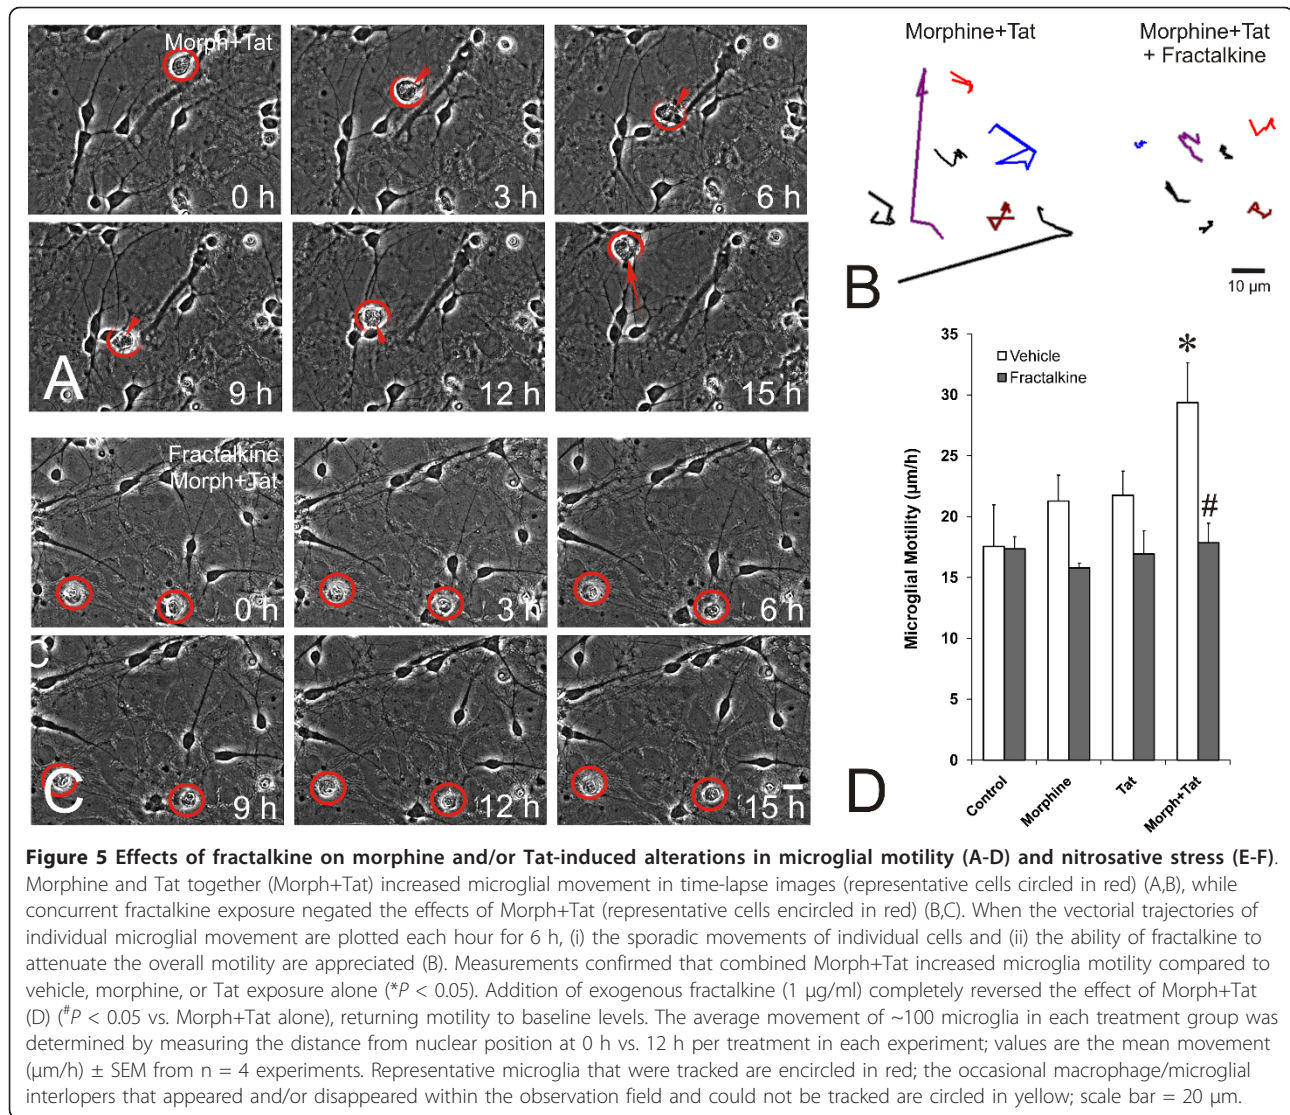 Morph+Tat
0 h
3 h
6 h
9 h
12 h
15 h
A
Morphine+Tat
Morphine+Tat
+ Fractalkine
B
10 µm
Fractalkine
Morph+Tat
0 h
3 h
6 h
C
9 h
12 h
15 h
C
35
30
25
20
15
10
5
0
Microglial Motility (µm/h)
Vehicle
Fractalkine
*
#
Control
Morphine
Tat
Morph+Tat
D
Figure 5 Effects of fractalkine on morphine and/or Tat-induced alterations in microglial motility (A-D) and nitrosative stress (E-F).
Morphine and Tat together (Morph+Tat) increased microglial movement in time-lapse images (representative cells circled in red) (A,B), while
concurrent fractalkine exposure negated the effects of Morph+Tat (representative cells encircled in red) (B,C). When the vectorial trajectories of
individual microglial movement are plotted each hour for 6 h, (i) the sporadic movements of individual cells and (ii) the ability of fractalkine to
attenuate the overall motility are appreciated (B). Measurements confirmed that combined Morph+Tat increased microglia motility compared to
vehicle, morphine, or Tat exposure alone (*P < 0.05). Addition of exogenous fractalkine (1 µg/ml) completely reversed the effect of Morph+Tat
(D) (#P < 0.05 vs. Morph+Tat alone), returning motility to baseline levels. The average movement of ~100 microglia in each treatment group was
determined by measuring the distance from nuclear position at 0 h vs. 12 h per treatment in each experiment; values are the mean movement
(µm/h) ± SEM from n = 4 experiments. Representative microglia that were tracked are encircled in red; the occasional macrophage/microglial
interlopers that appeared and/or disappeared within the observation field and could not be tracked are circled in yellow; scale bar = 20 µm.